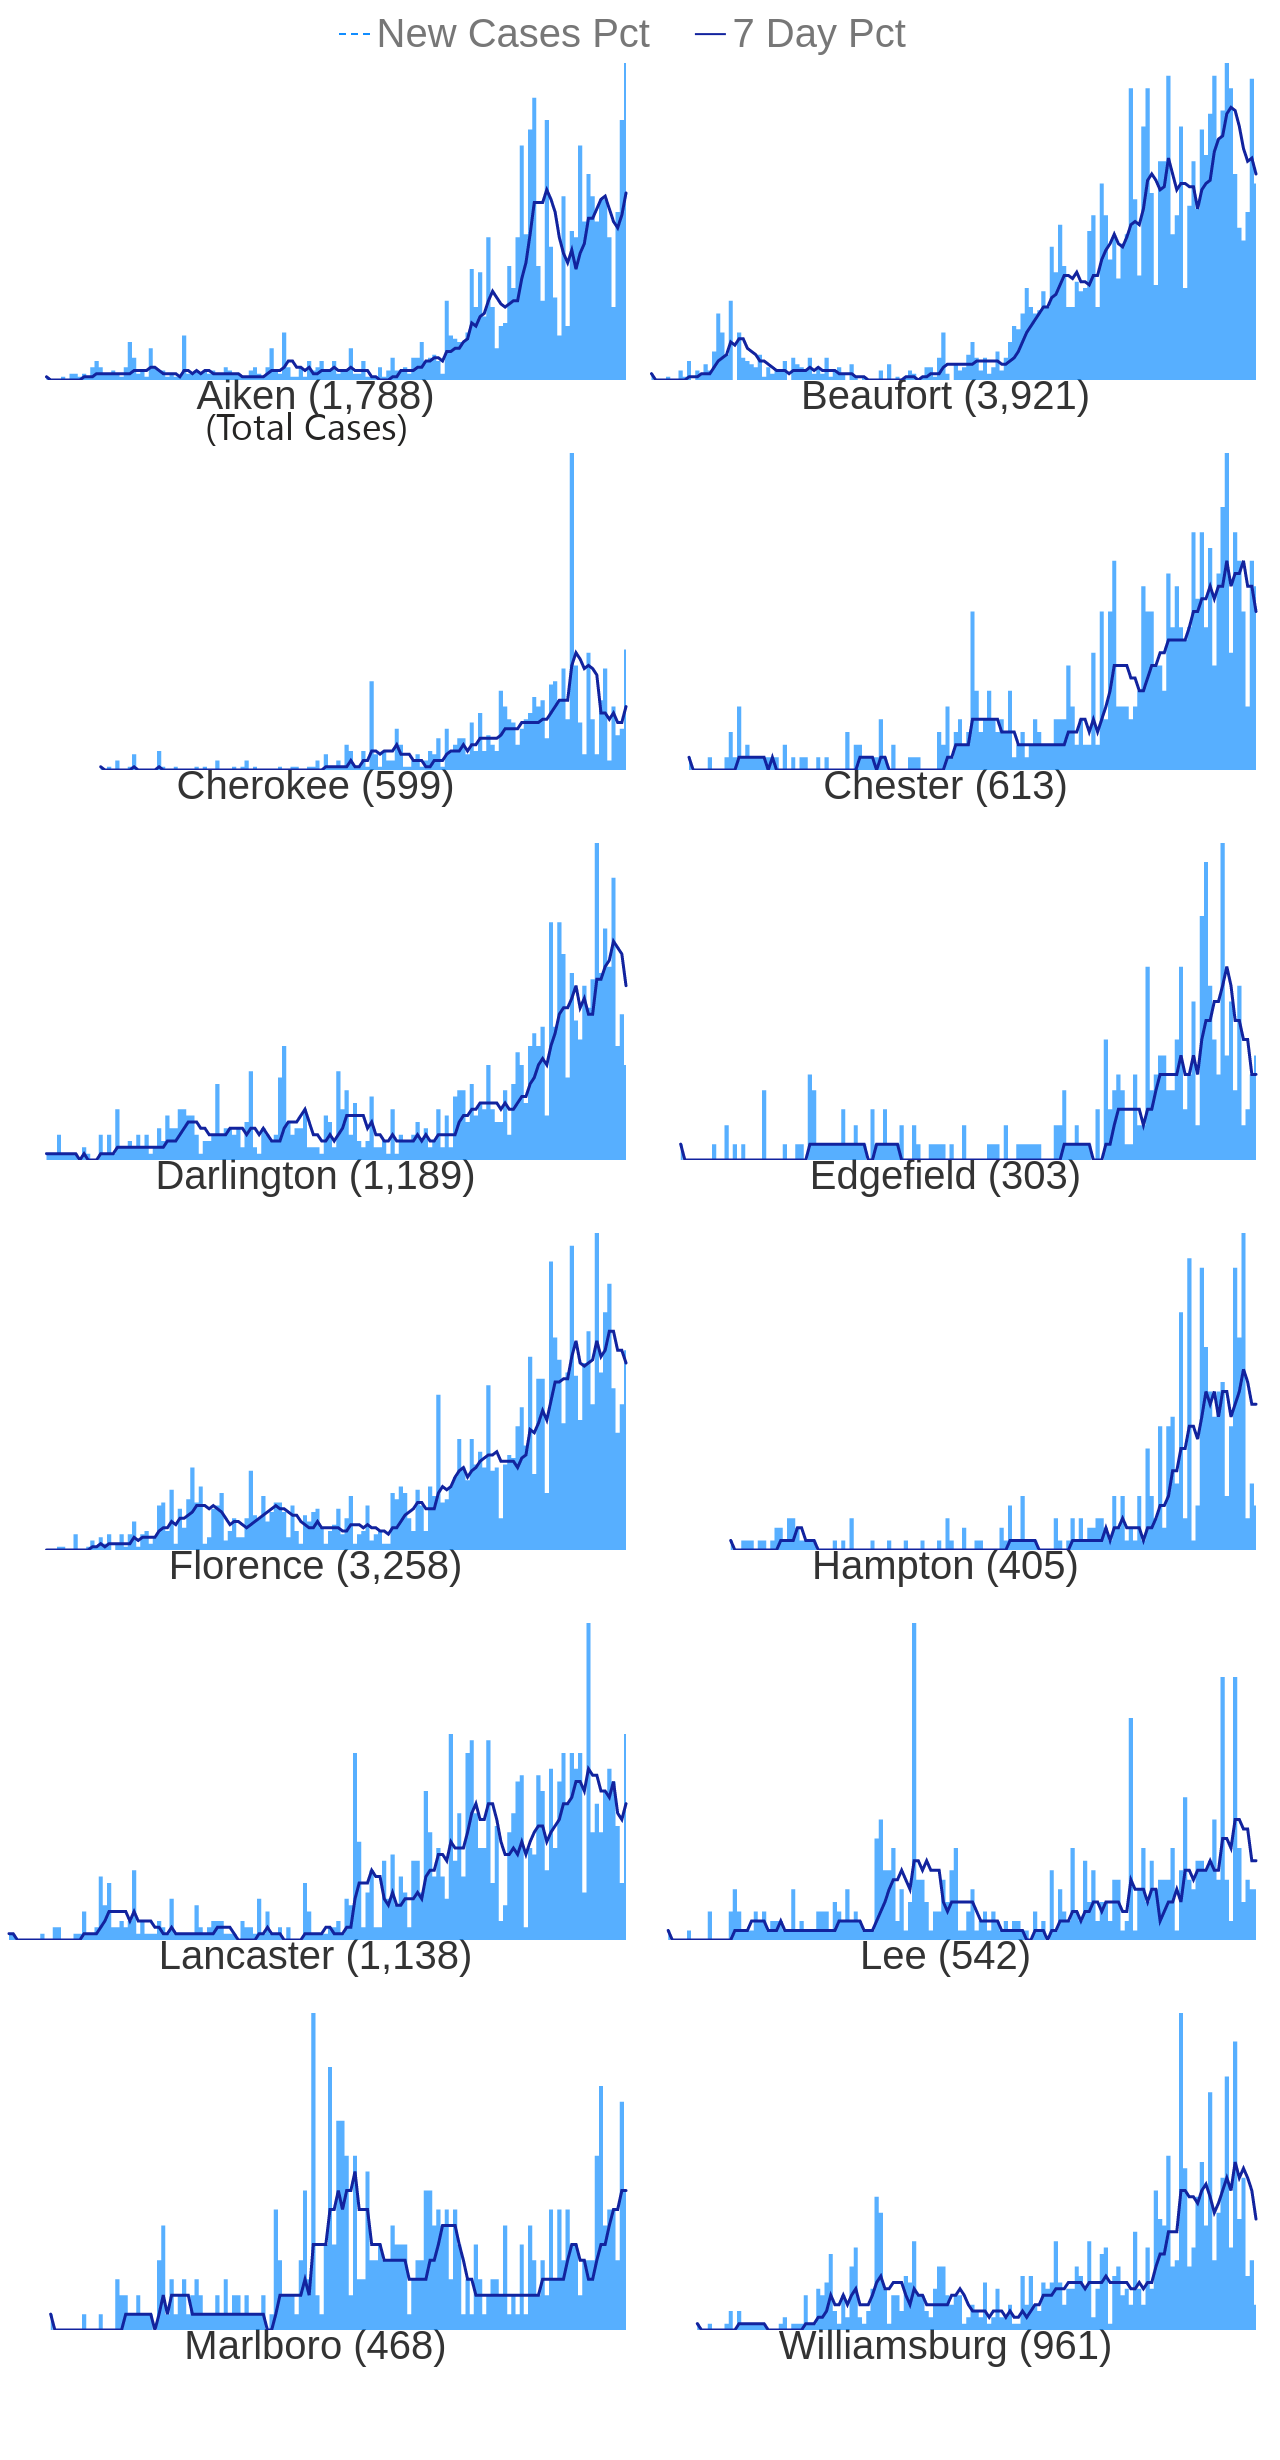 New Cases Pct 7 Day Pct
Aiken (1,788) Beaufort (3,921)
(Total Cases)
Cherokee (599) Chester (613)
Darlington (1,189) Edgefield (303)
Florence (3,258) Hampton (405)
Lancaster (1,138) Lee (542)
Marlboro (468) Williamsburg (961)